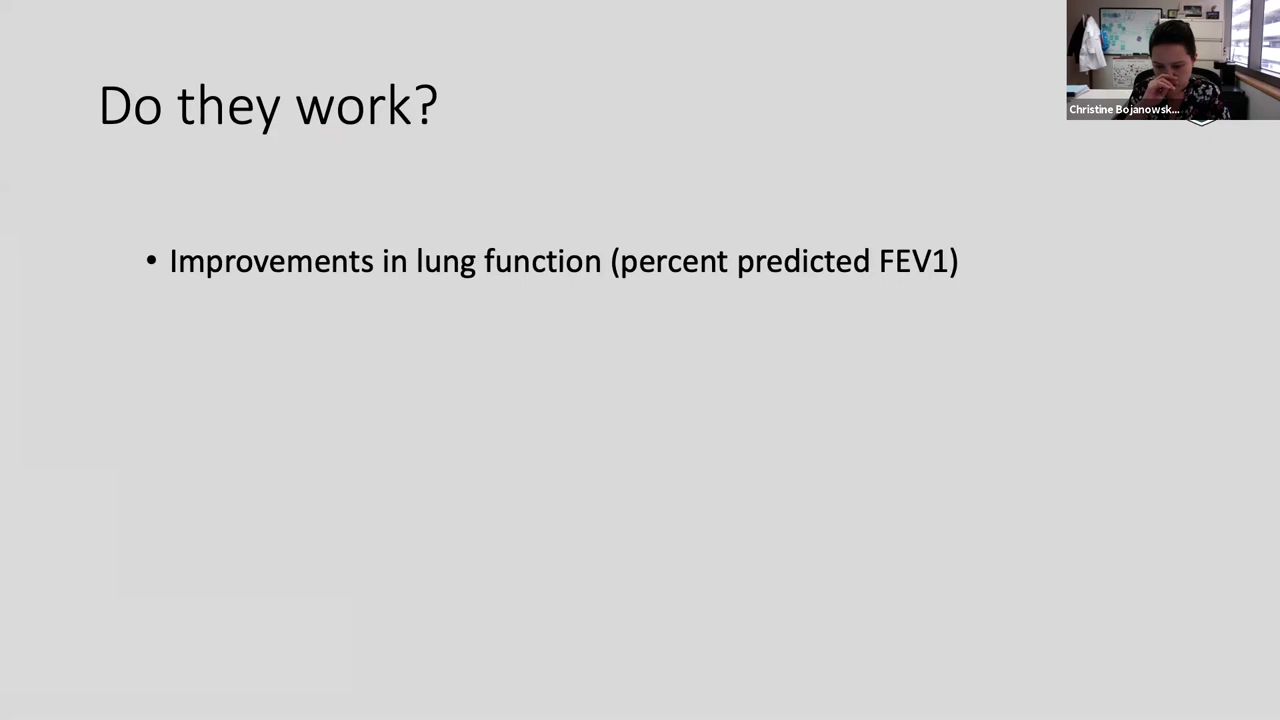 Do they work?
Christine Bojanowsk...
• Improvements in lung function (percent predicted FEV1)